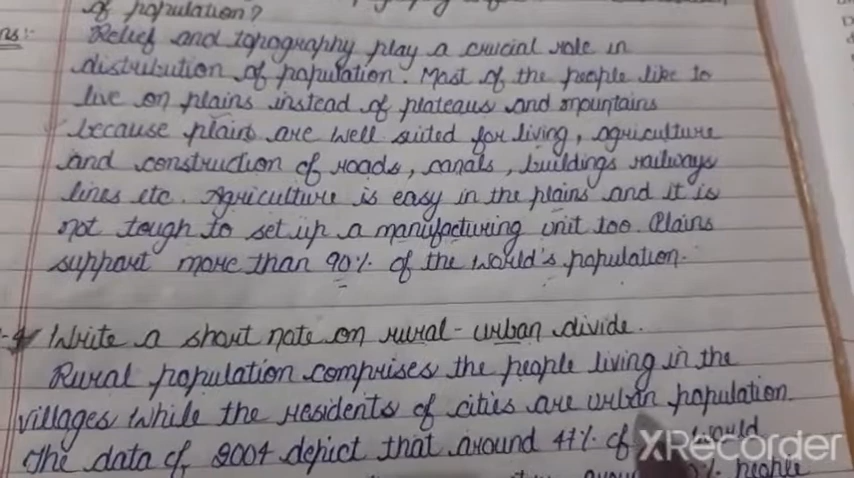 of population?
ns:-
Relief and topography play a crucial role in
distribution of population. Most of the people like to
live on plains instead of plateaus and mountains
because plains are well suited for living, agriculture
and construction of roads, canals, buildings railways
lines etc. Agriculture is easy in the plains and it is
not tough to set up a manufacturing unit too. Plains
support more than 90% of the world's population.
Write a short note on rural-urban divide.
Rural population comprises the people living in the
villages while the residents of cities are urban population.
The data of 2004 depict that around 47% of world
XRecorder
% people